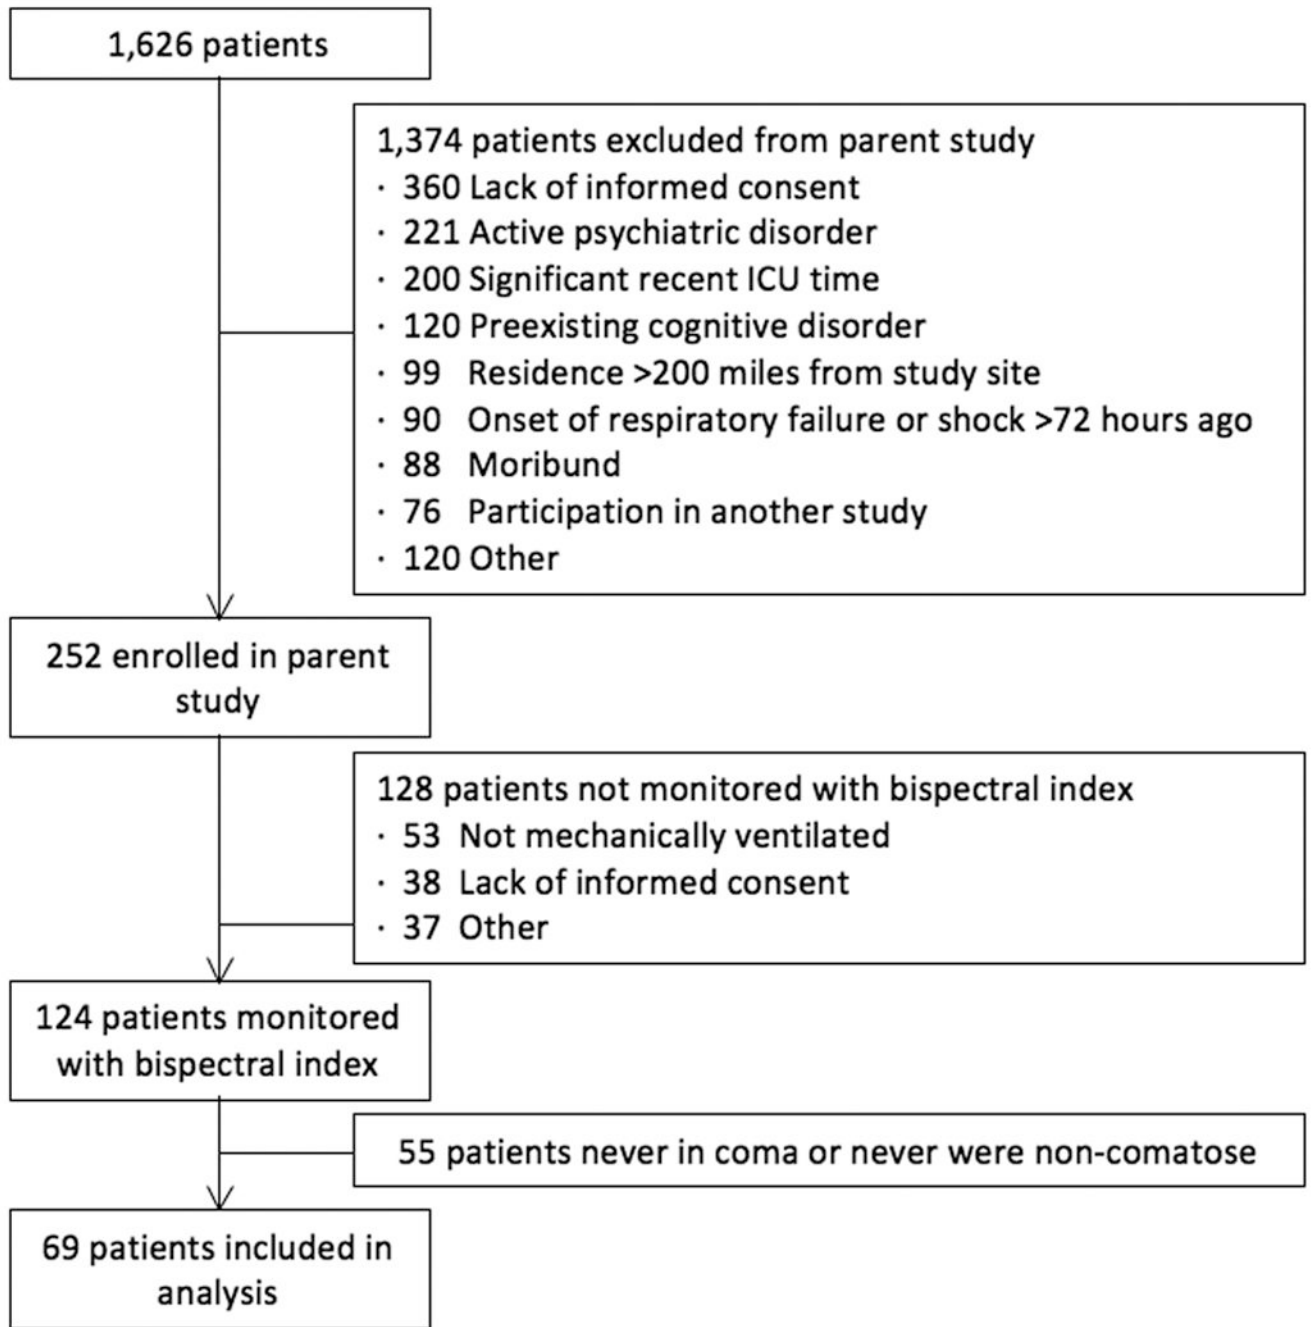 1,626 patients
1,374 patients excluded from parent study
· 360 Lack of informed consent
· 221 Active psychiatric disorder
· 200 Significant recent ICU time
· 120 Preexisting cognitive disorder
· 99 Residence >200 miles from study site
· 90 Onset of respiratory failure or shock >72 hours ago
· 88 Moribund
· 76 Participation in another study
· 120 Other
252 enrolled in parent
study
128 patients not monitored with bispectral index
· 53 Not mechanically ventilated
· 38 Lack of informed consent
· 37 Other
124 patients monitored
with bispectral index
55 patients never in coma or never were non-comatose
69 patients included in
analysis